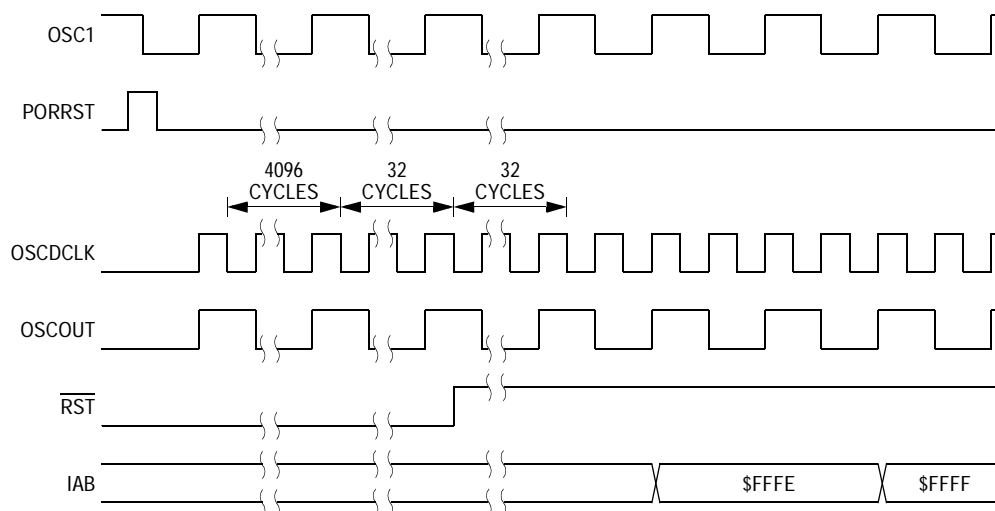 OSC1
PORRST
4096
CYCLES
32
CYCLES
32
CYCLES
OSCDCLK
OSCOUT
RST
IAB
$FFFE
$FFFF